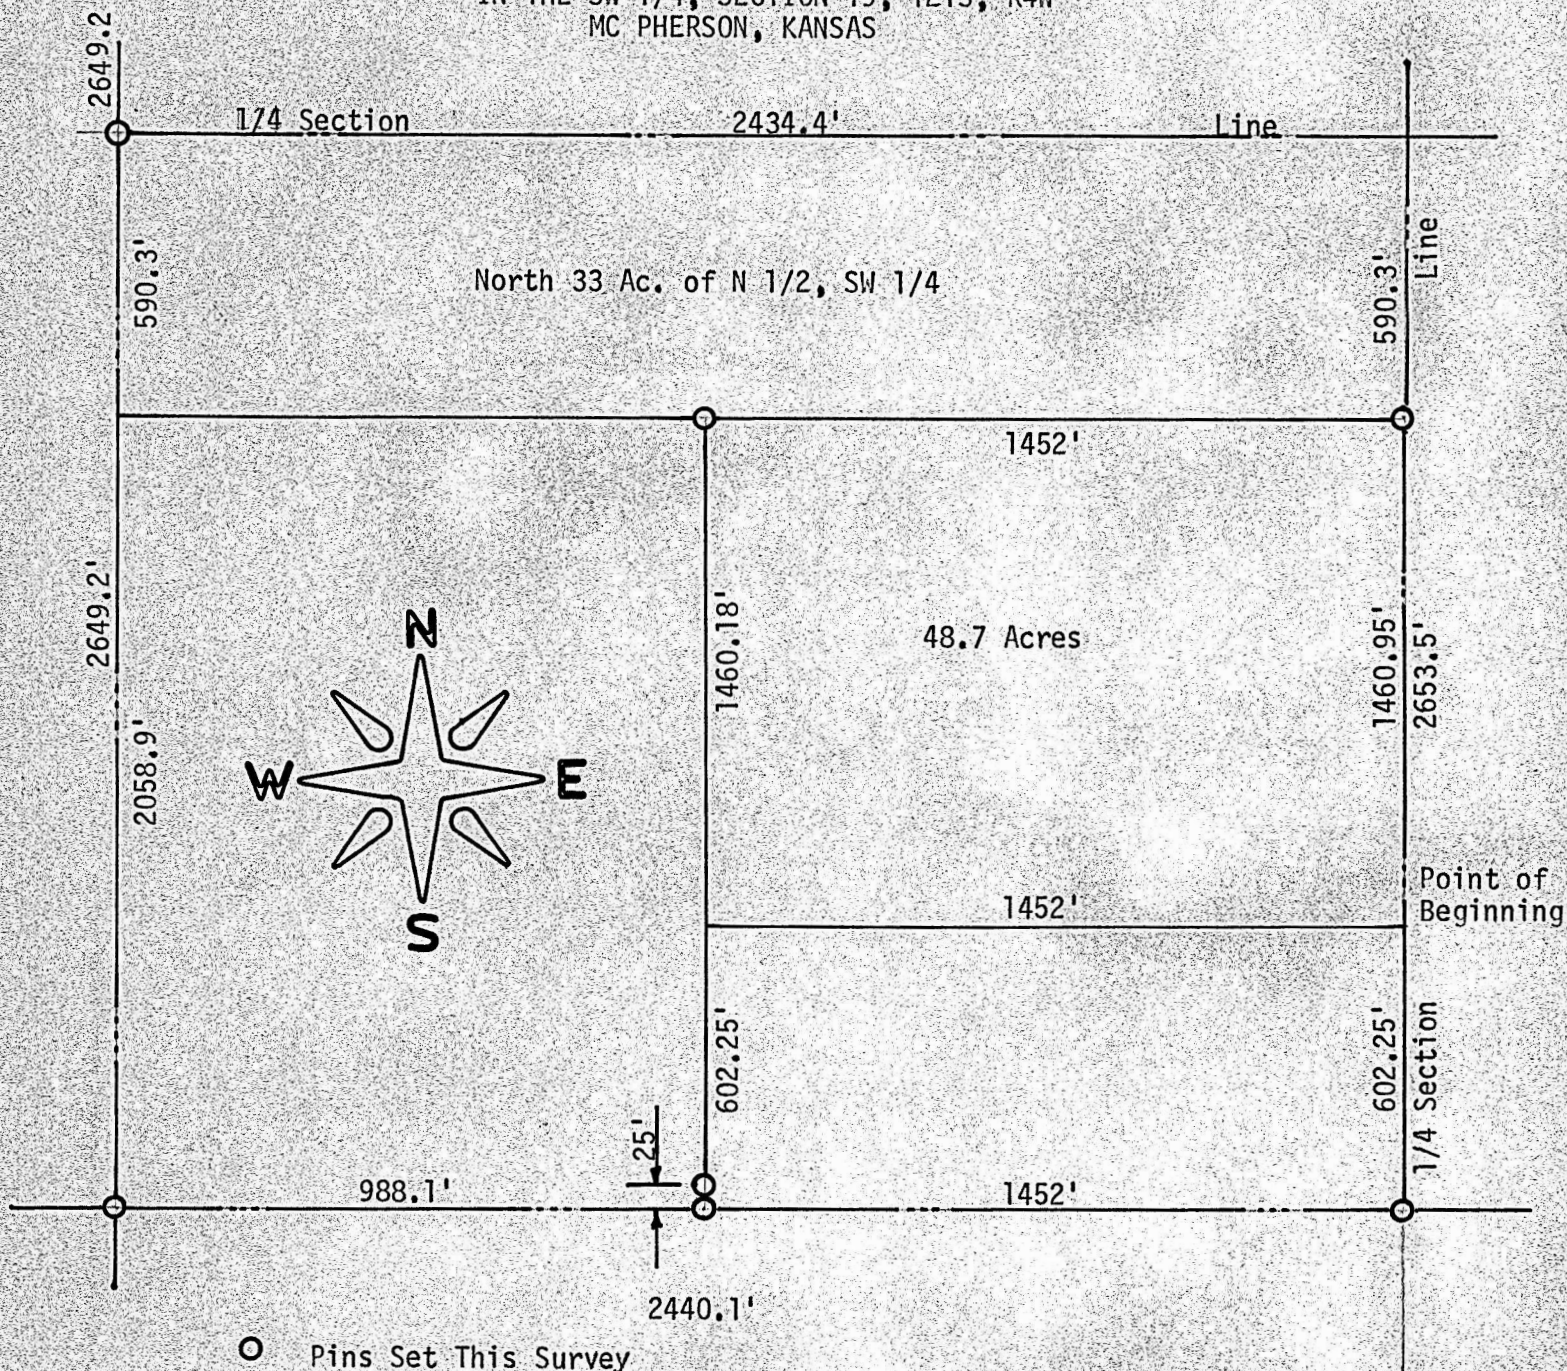 MC PHERSON, KANSAS
2649.2
1/4 Section 2434.4' Line
590.3'
North 33 Ac. of N 1/2, SW 1/4
590.3'
Line
1452'
2649.2'
2058.9'
N
W
E
S
1460.18'
48.7 Acres
1460.95'
2653.5'
Point of
Beginning
1452'
602.25'
602.25'
1/4 Section
25'
988.1'
1452'
2440.1'
Pins Set This Survey